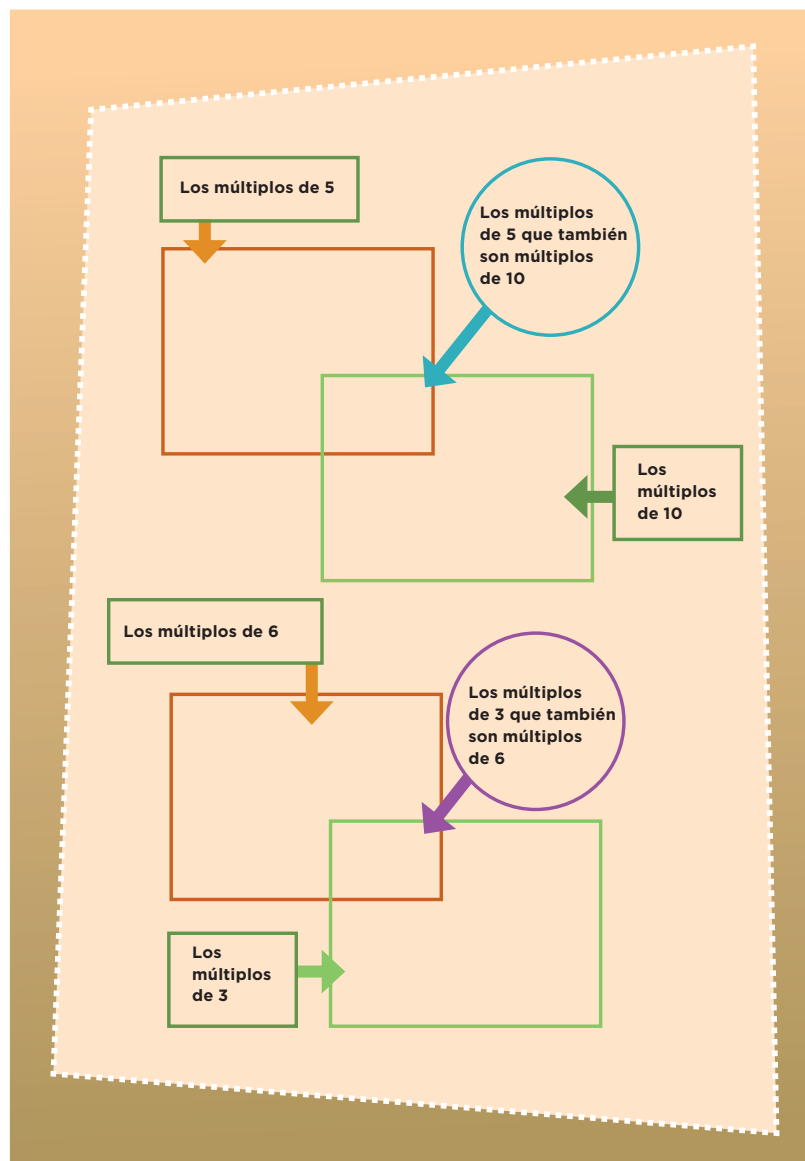 Los múltiplos de 5
Los múltiplos
de 5 que también
son múltiplos
de 10
Los
múltiplos
de 10
Los múltiplos de 6
Los múltiplos
de 3 que también
son múltiplos
de 6
Los
múltiplos
de 3